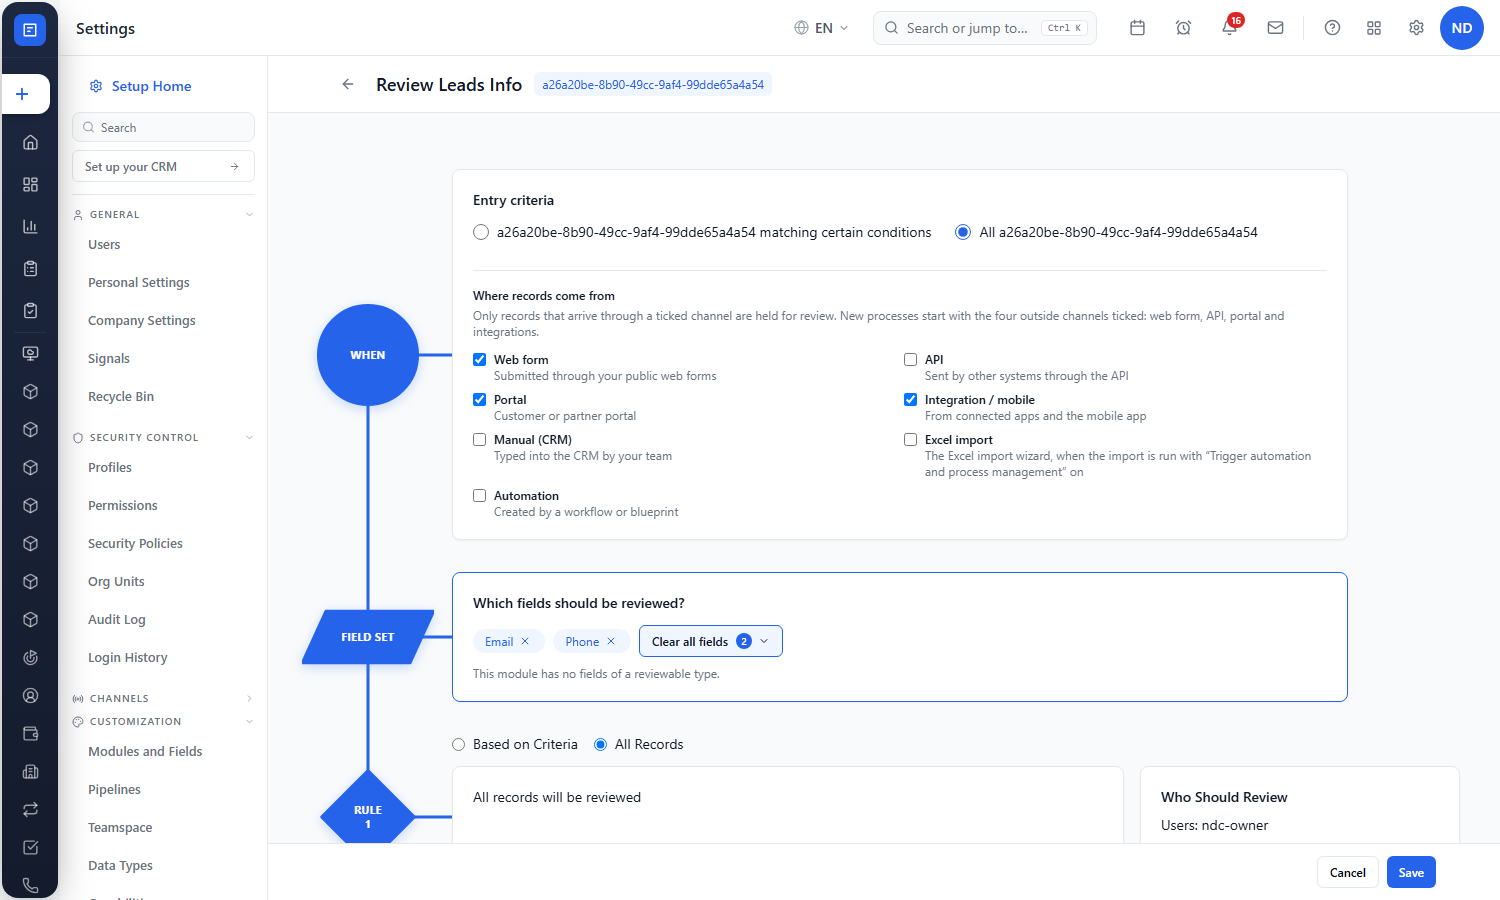 Settings
EN
Search or jump to...
Ctrl K
16
ND
Setup Home
Search
Set up your CRM
GENERAL
Users
Personal Settings
Company Settings
Signals
Recycle Bin
SECURITY CONTROL
Profiles
Permissions
Security Policies
Org Units
Audit Log
Login History
CHANNELS
CUSTOMIZATION
Modules and Fields
Pipelines
Teamspace
Data Types
Review Leads Info
a26a20be-8b90-49cc-9af4-99dde65a4a54
WHEN
Entry criteria
a26a20be-8b90-49cc-9af4-99dde65a4a54 matching certain conditions
All a26a20be-8b90-49cc-9af4-99dde65a4a54
Where records come from
Only records that arrive through a ticked channel are held for review. New processes start with the four outside channels ticked: web form, API, portal and
integrations.
Web form
Submitted through your public web forms
API
Sent by other systems through the API
Portal
Customer or partner portal
Integration / mobile
From connected apps and the mobile app
Manual (CRM)
Typed into the CRM by your team
Excel import
The Excel import wizard, when the import is run with “Trigger automation
and process management” on
Automation
Created by a workflow or blueprint
FIELD SET
Which fields should be reviewed?
Email
Phone
Clear all fields 2
This module has no fields of a reviewable type.
Based on Criteria
All Records
RULE
1
All records will be reviewed
Who Should Review
Users: ndc-owner
Cancel
Save